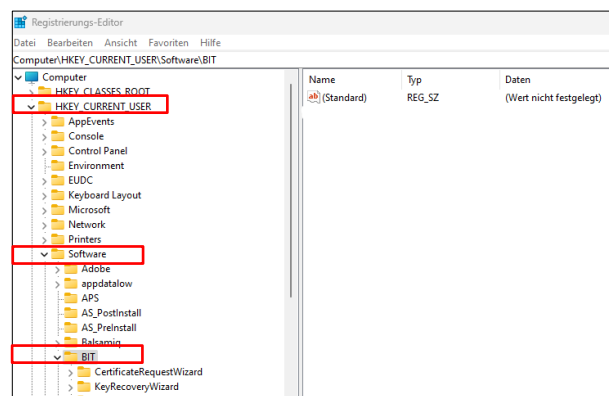 Registrierungs-Editor
Datei Bearbeiten Ansicht Favoriten Hilfe
Computer\HKEY_CURRENT_USER\Software\BIT
Computer
HKEY_CLASSES_ROOT
HKEY_CURRENT_USER
AppEvents
Console
Control Panel
Environment
EUDC
Keyboard Layout
Microsoft
Network
Printers
Software
Adobe
appdatalow
APS
AS_PostInstall
AS_PreInstall
Balsamiq
BIT
CertificateRequestWizard
KeyRecoveryWizard
Name Typ Daten
ab (Standard) REG_SZ (Wert nicht festgelegt)